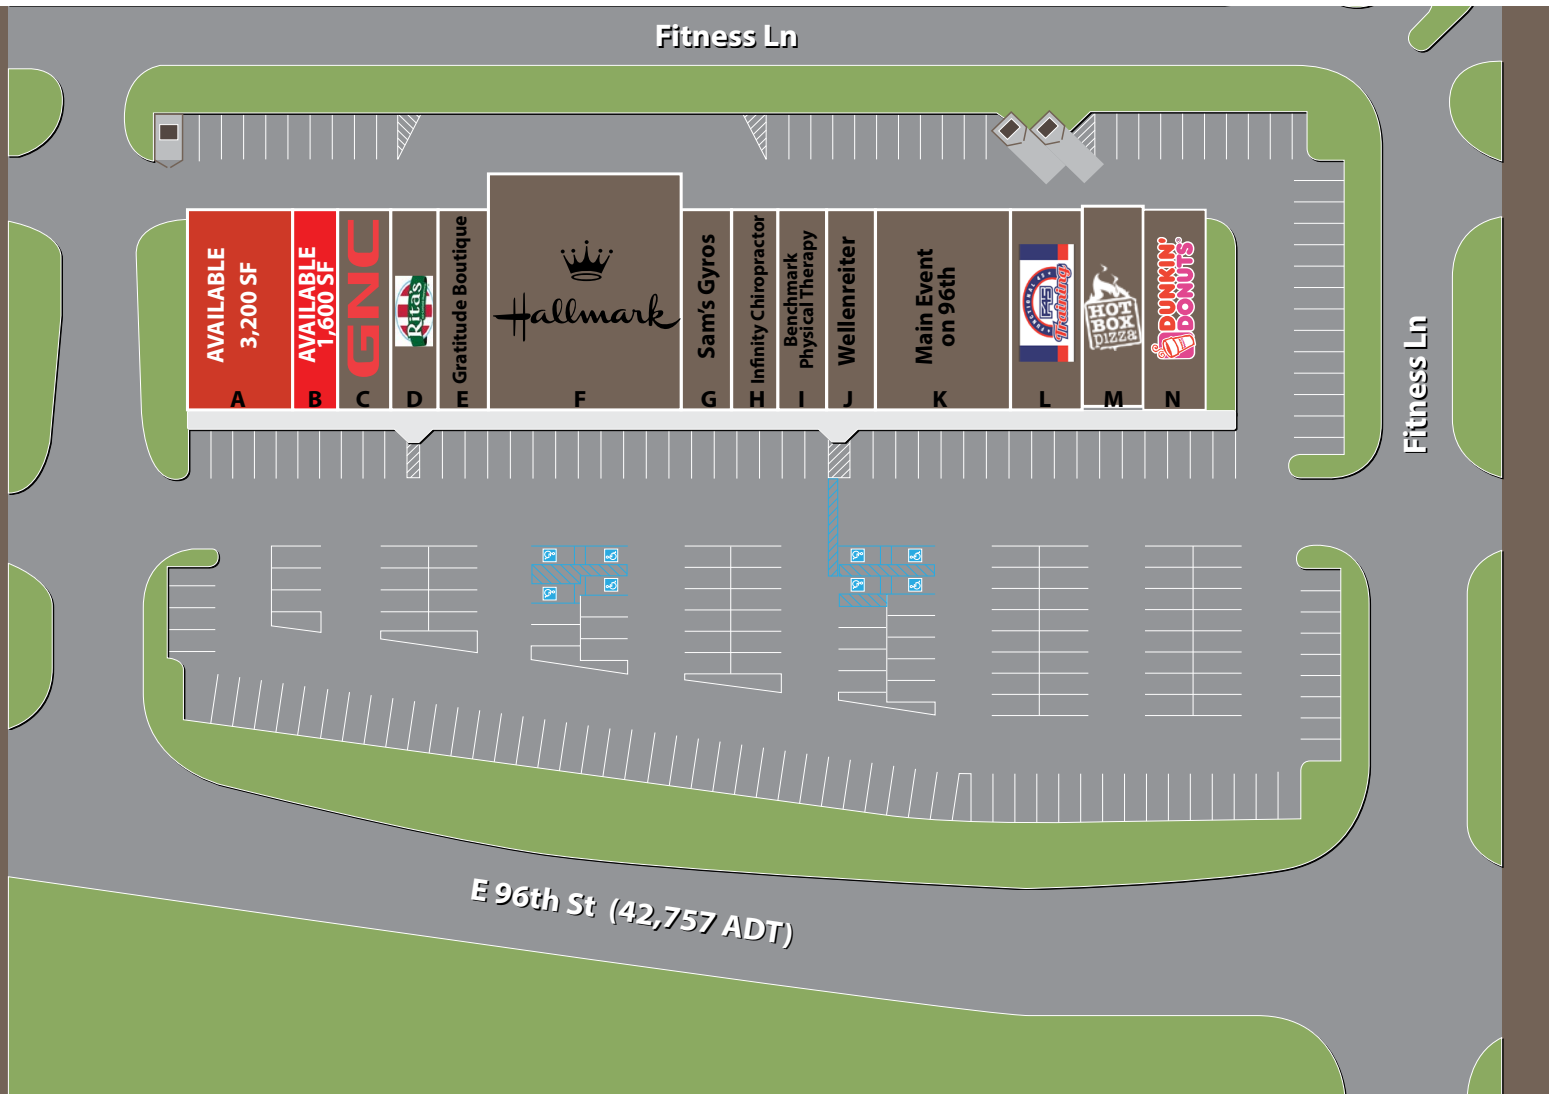 Fitness Ln
AVAILABLE
3,200 SF
A
AVAILABLE
1,600 SF
B
GNC
C
Rita's
D
Gratitude Boutique
E
Hallmark
F
Sam's Gyros
G
Infinity Chiropractor
H
Benchmark
Physical Therapy
I
Wellenreiter
J
Main Event
on 96th
K
F45
Training
L
HOT
BOX
pizza
M
DUNKIN'
DONUTS
N
Fitness Ln
E 96th St (42,757 ADT)